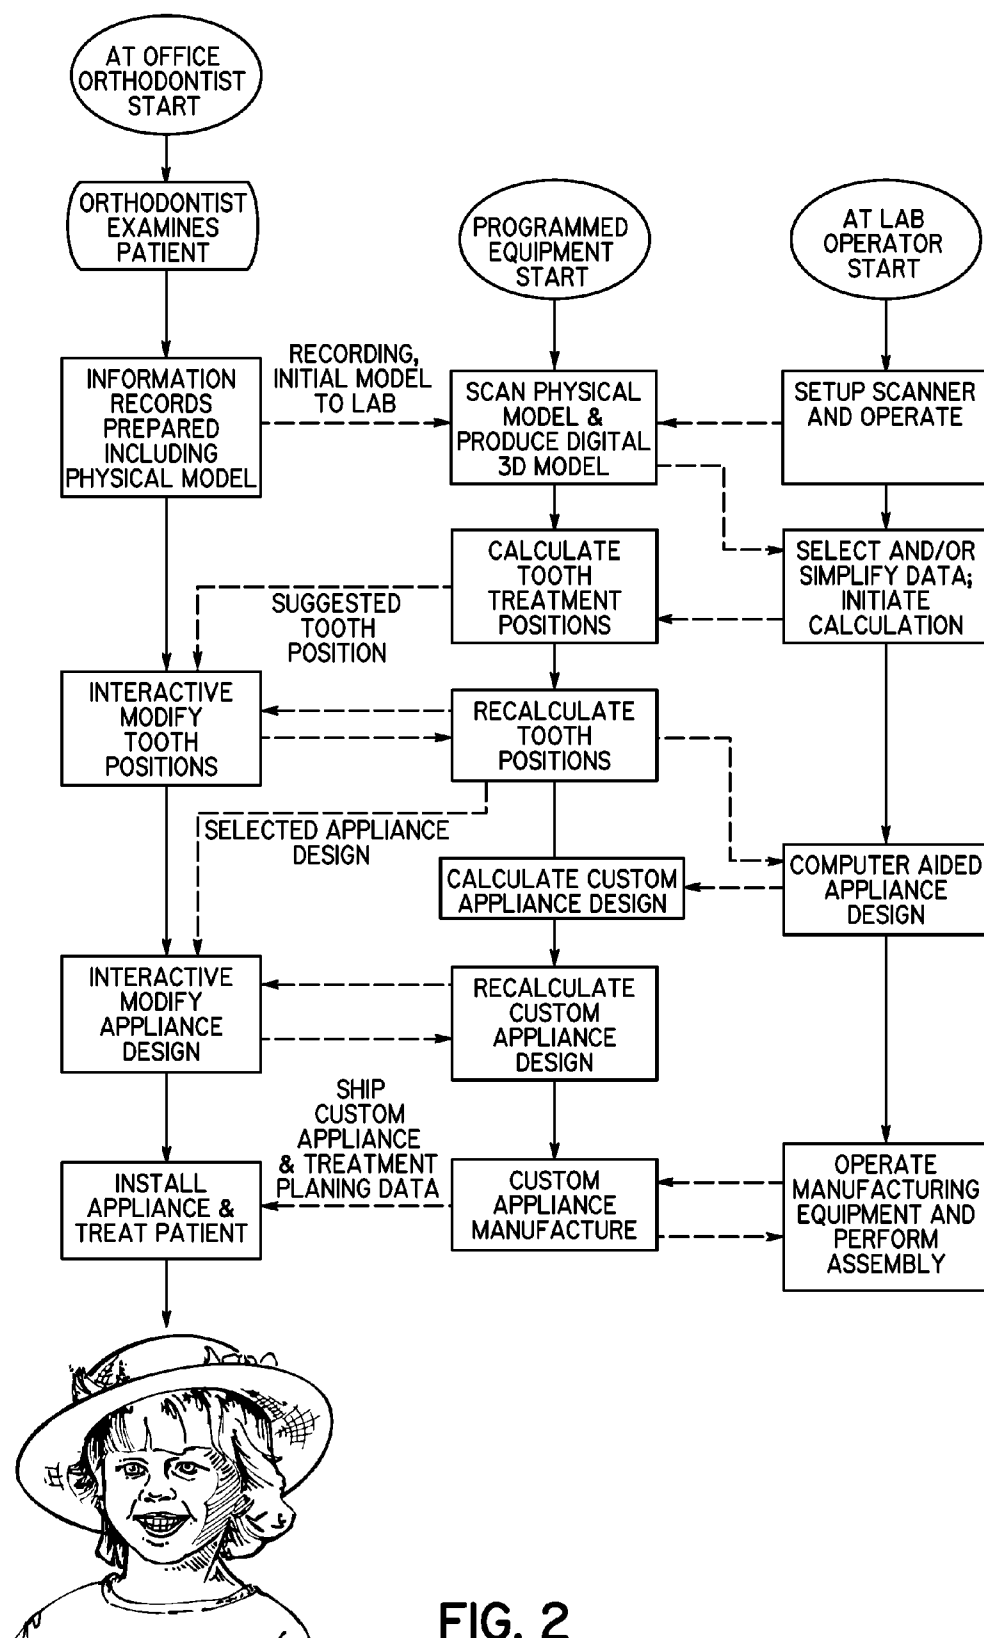 AT OFFICE
ORTHODONTIST
START
ORTHODONTIST
EXAMINES
PATIENT
INFORMATION
RECORDS
PREPARED
INCLUDING
PHYSICAL MODEL
RECORDING,
INITIAL MODEL
TO LAB
PROGRAMMED
EQUIPMENT
START
SCAN PHYSICAL
MODEL &
PRODUCE DIGITAL
3D MODEL
AT LAB
OPERATOR
START
SETUP SCANNER
AND OPERATE
CALCULATE
TOOTH
TREATMENT
POSITIONS
SELECT AND/OR
SIMPLIFY DATA;
INITIATE
CALCULATION
SUGGESTED
TOOTH
POSITION
INTERACTIVE
MODIFY
TOOTH
POSITIONS
RECALCULATE
TOOTH
POSITIONS
SELECTED APPLIANCE
DESIGN
CALCULATE CUSTOM
APPLIANCE DESIGN
COMPUTER AIDED
APPLIANCE
DESIGN
INTERACTIVE
MODIFY
APPLIANCE
DESIGN
RECALCULATE
CUSTOM
APPLIANCE
DESIGN
SHIP
CUSTOM
APPLIANCE
& TREATMENT
PLANING DATA
INSTALL
APPLIANCE &
TREAT PATIENT
CUSTOM
APPLIANCE
MANUFACTURE
OPERATE
MANUFACTURING
EQUIPMENT AND
PERFORM
ASSEMBLY
FIG. 2